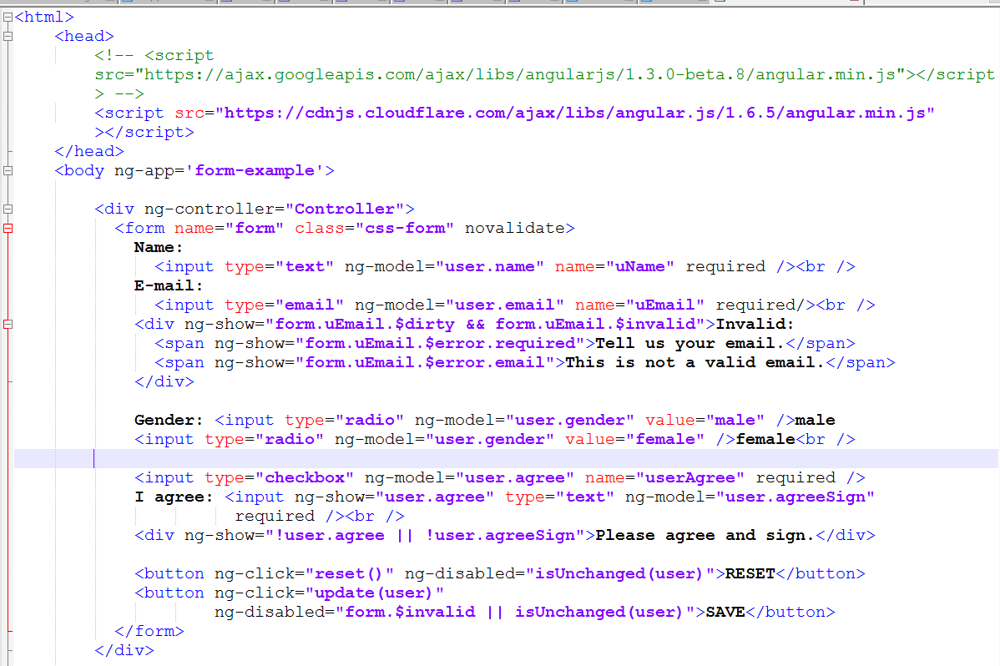 <html>
<head>
<!-- <script
src="https://ajax.googleapis.com/ajax/libs/angularjs/1.3.0-beta.8/angular.min.js"></script
> -->
<script src="https://cdnjs.cloudflare.com/ajax/libs/angular.js/1.6.5/angular.min.js"
></script>
</head>
<body ng-app='form-example'>
<div ng-controller="Controller">
<form name="form" class="css-form" novalidate>
Name:
<input type="text" ng-model="user.name" name="uName" required /><br />
E-mail:
<input type="email" ng-model="user.email" name="uEmail" required/><br />
<div ng-show="form.uEmail.$dirty && form.uEmail.$invalid">Invalid:
<span ng-show="form.uEmail.$error.required">Tell us your email.</span>
<span ng-show="form.uEmail.$error.email">This is not a valid email.</span>
</div>
Gender: <input type="radio" ng-model="user.gender" value="male" />male
<input type="radio" ng-model="user.gender" value="female" />female<br />
<input type="checkbox" ng-model="user.agree" name="userAgree" required />
I agree: <input ng-show="user.agree" type="text" ng-model="user.agreeSign"
required /><br />
<div ng-show="!user.agree || !user.agreeSign">Please agree and sign.</div>
<button ng-click="reset()" ng-disabled="isUnchanged(user)">RESET</button>
<button ng-click="update(user)"
ng-disabled="form.$invalid || isUnchanged(user)">SAVE</button>
</form>
</div>